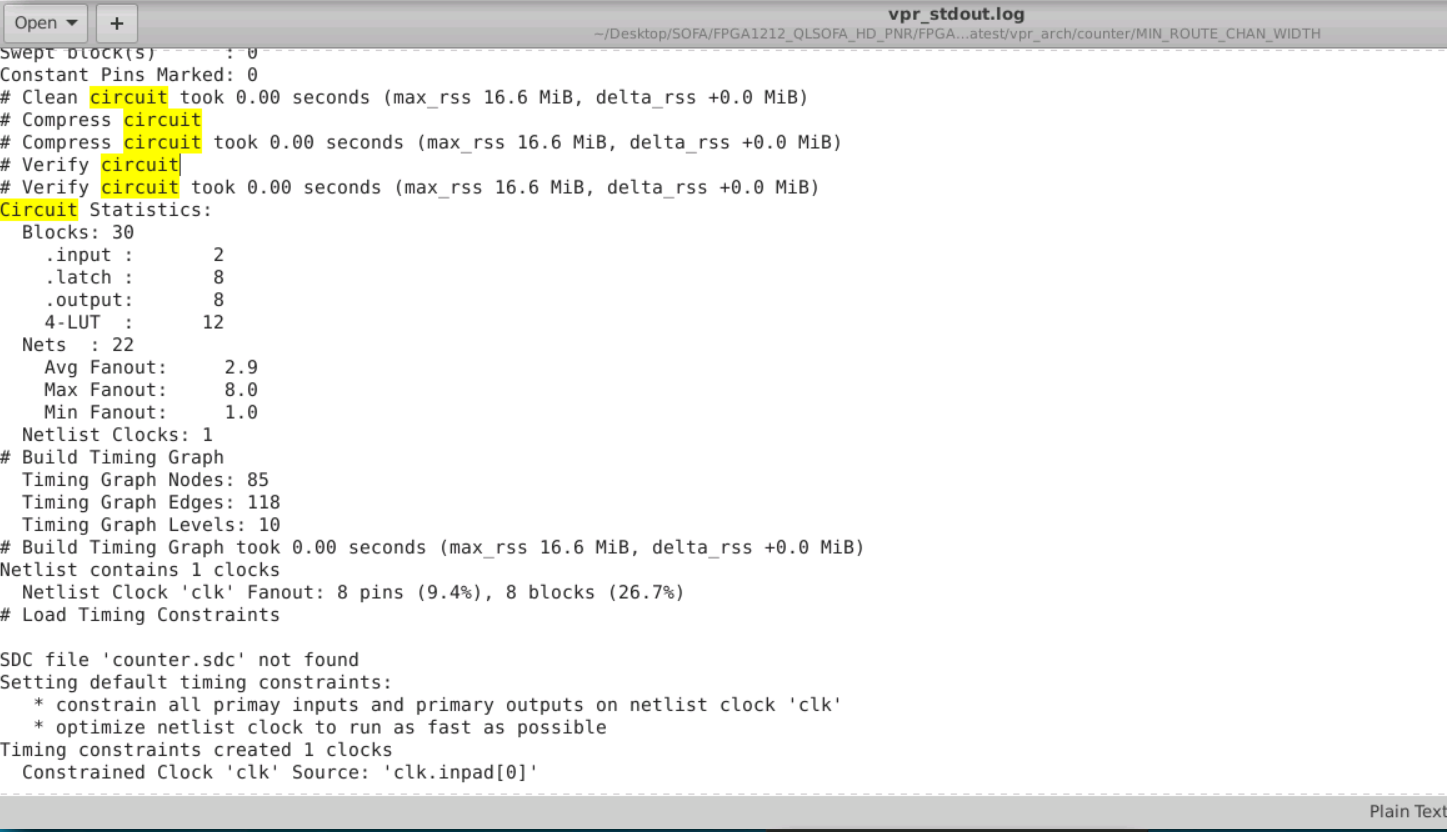 Open
+
vpr_stdout.log
~/Desktop/SOFA/FPGA1212_QLSOFA_HD_PNR/FPGA...atest/vpr_arch/counter/MIN_ROUTE_CHAN_WIDTH
Swept block(s)         : 0
Constant Pins Marked: 0
# Clean circuit took 0.00 seconds (max_rss 16.6 MiB, delta_rss +0.0 MiB)
# Compress circuit
# Compress circuit took 0.00 seconds (max_rss 16.6 MiB, delta_rss +0.0 MiB)
# Verify circuit
# Verify circuit took 0.00 seconds (max_rss 16.6 MiB, delta_rss +0.0 MiB)
Circuit Statistics:
  Blocks: 30
    .input :       2
    .latch :       8
    .output:       8
    4-LUT  :      12
  Nets  : 22
    Avg Fanout:     2.9
    Max Fanout:     8.0
    Min Fanout:     1.0
  Netlist Clocks: 1
# Build Timing Graph
  Timing Graph Nodes: 85
  Timing Graph Edges: 118
  Timing Graph Levels: 10
# Build Timing Graph took 0.00 seconds (max_rss 16.6 MiB, delta_rss +0.0 MiB)
Netlist contains 1 clocks
  Netlist Clock 'clk' Fanout: 8 pins (9.4%), 8 blocks (26.7%)
# Load Timing Constraints

SDC file 'counter.sdc' not found
Setting default timing constraints:
   * constrain all primay inputs and primary outputs on netlist clock 'clk'
   * optimize netlist clock to run as fast as possible
Timing constraints created 1 clocks
  Constrained Clock 'clk' Source: 'clk.inpad[0]'
Plain Text